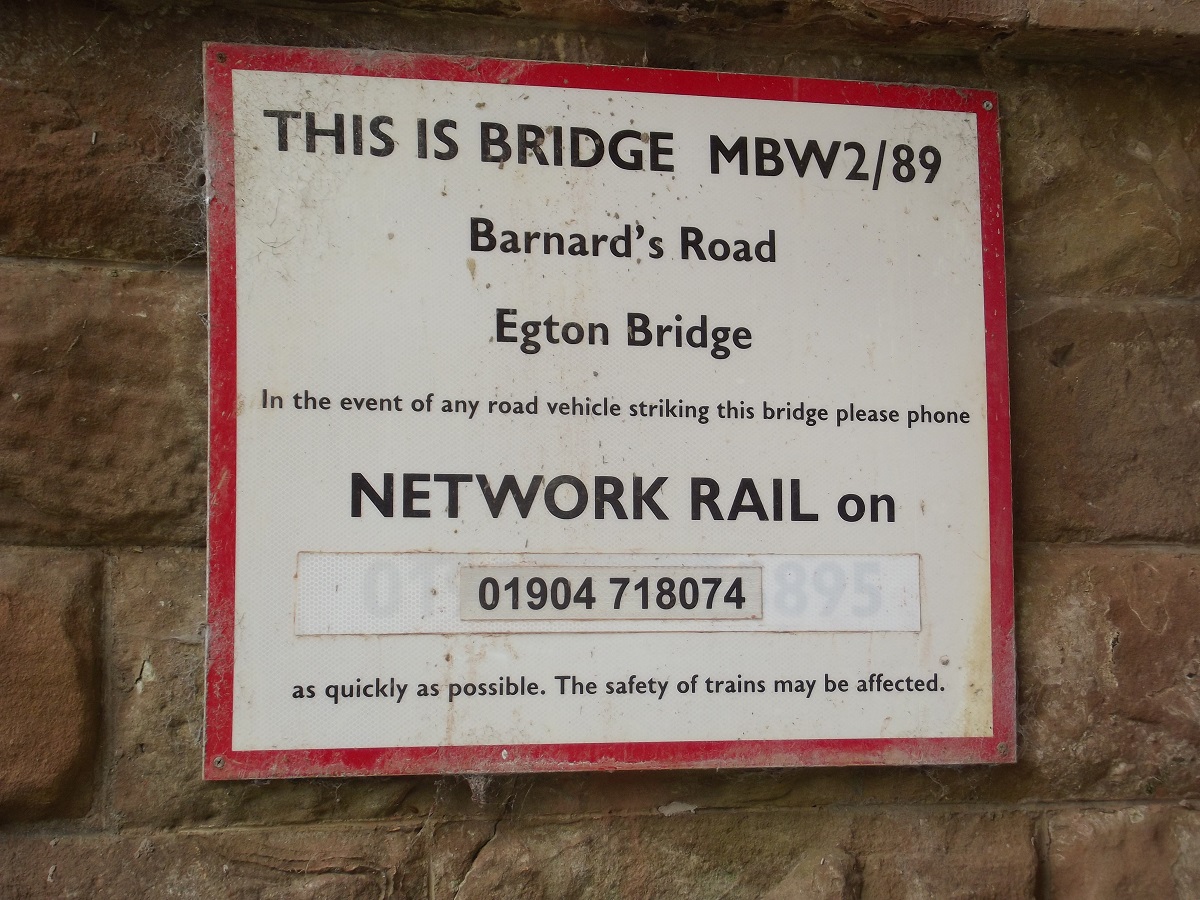 THIS IS BRIDGE MBW2/89
Barnard's Road
Egton Bridge
In the event of any road vehicle striking this bridge please phone
NETWORK RAIL on
01904 718074
as quickly as possible. The safety of trains may be affected.